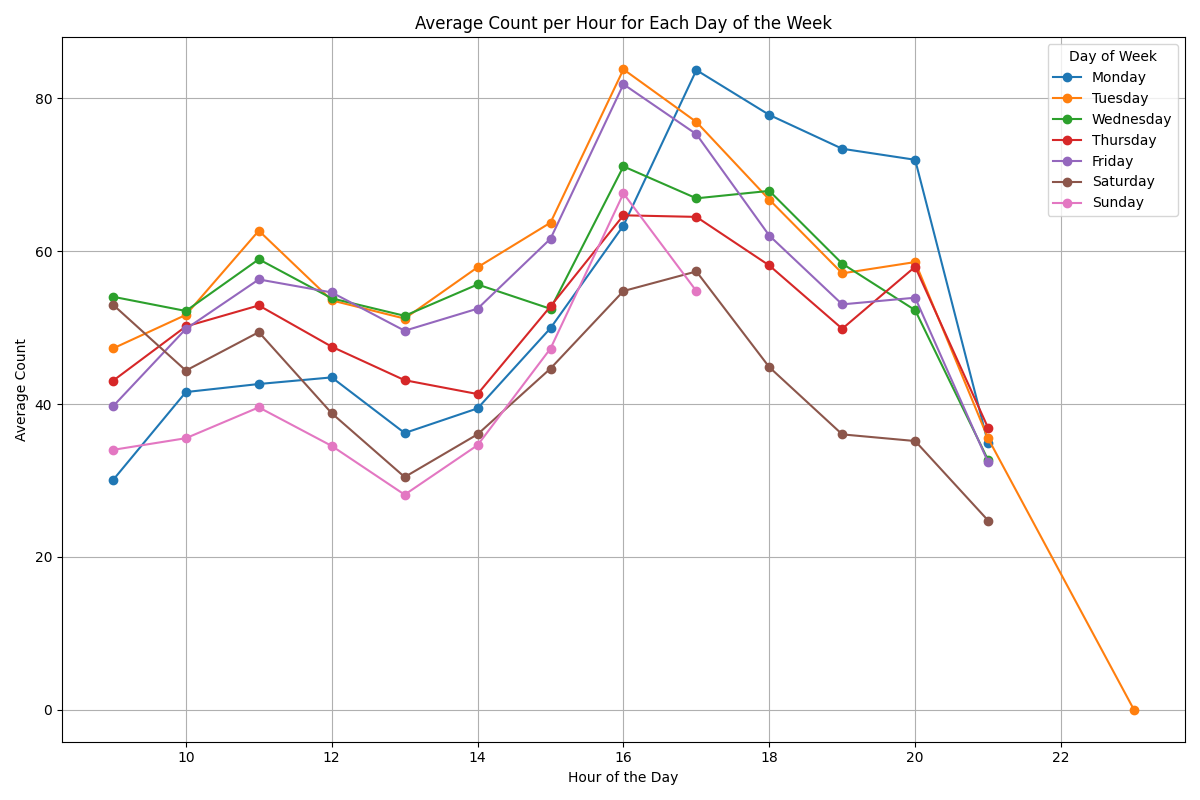 Average Count per Hour for Each Day of the Week
Day of Week
Monday
Tuesday
Wednesday
Thursday
Friday
Saturday
Sunday
Average Count
80
60
40
20
0
10 12 14 16 18 20 22
Hour of the Day